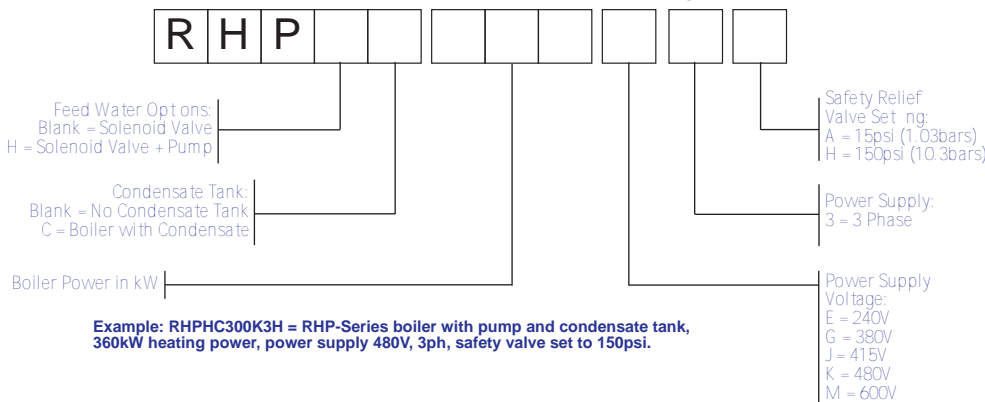 R H P
Feed Water Opt ons:
Blank = Solenoid Valve
H = Solenoid Valve + Pump
Condensate Tank:
Blank = No Condensate Tank
C = Boiler with Condensate
Boiler Power in kW
Safety Relief
Valve Set ng:
A = 15psi (1.03bars)
H = 150psi (10.3bars)
Power Supply:
3 = 3 Phase
Power Supply
Voltage:
E = 240V
G = 380V
J = 415V
K = 480V
M = 600V
Example: RHPHC300K3H = RHP-Series boiler with pump and condensate tank,
360kW heating power, power supply 480V, 3ph, safety valve set to 150psi.